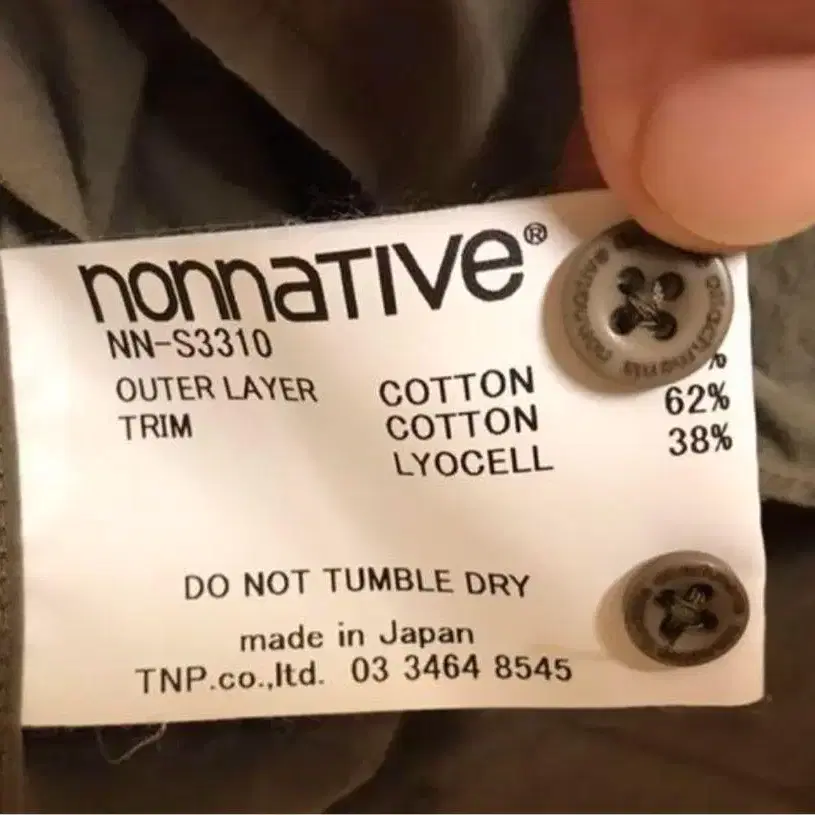 nonnaTIVe®
NN-S3310
OUTER LAYER COTTON %
TRIM COTTON 62%
LYOCELL 38%
DO NOT TUMBLE DRY
made in Japan
TNP.co.,ltd. 03 3464 8545
nonnative